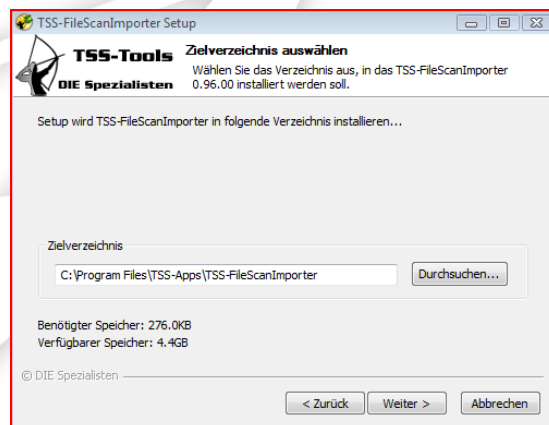 TSS-FileScanImporter Setup
TSS-Tools
DIE Spezialisten
Zielverzeichnis auswählen
Wählen Sie das Verzeichnis aus, in das TSS-FileScanImporter
0.96.00 installiert werden soll.
Setup wird TSS-FileScanImporter in folgende Verzeichnis installieren...
Zielverzeichnis
C:\Program Files\TSS-Apps\TSS-FileScanImporter
Durchsuchen...
Benötigter Speicher: 276.0KB
Verfügbarer Speicher: 4.4GB
© DIE Spezialisten
< Zurück
Weiter >
Abbrechen